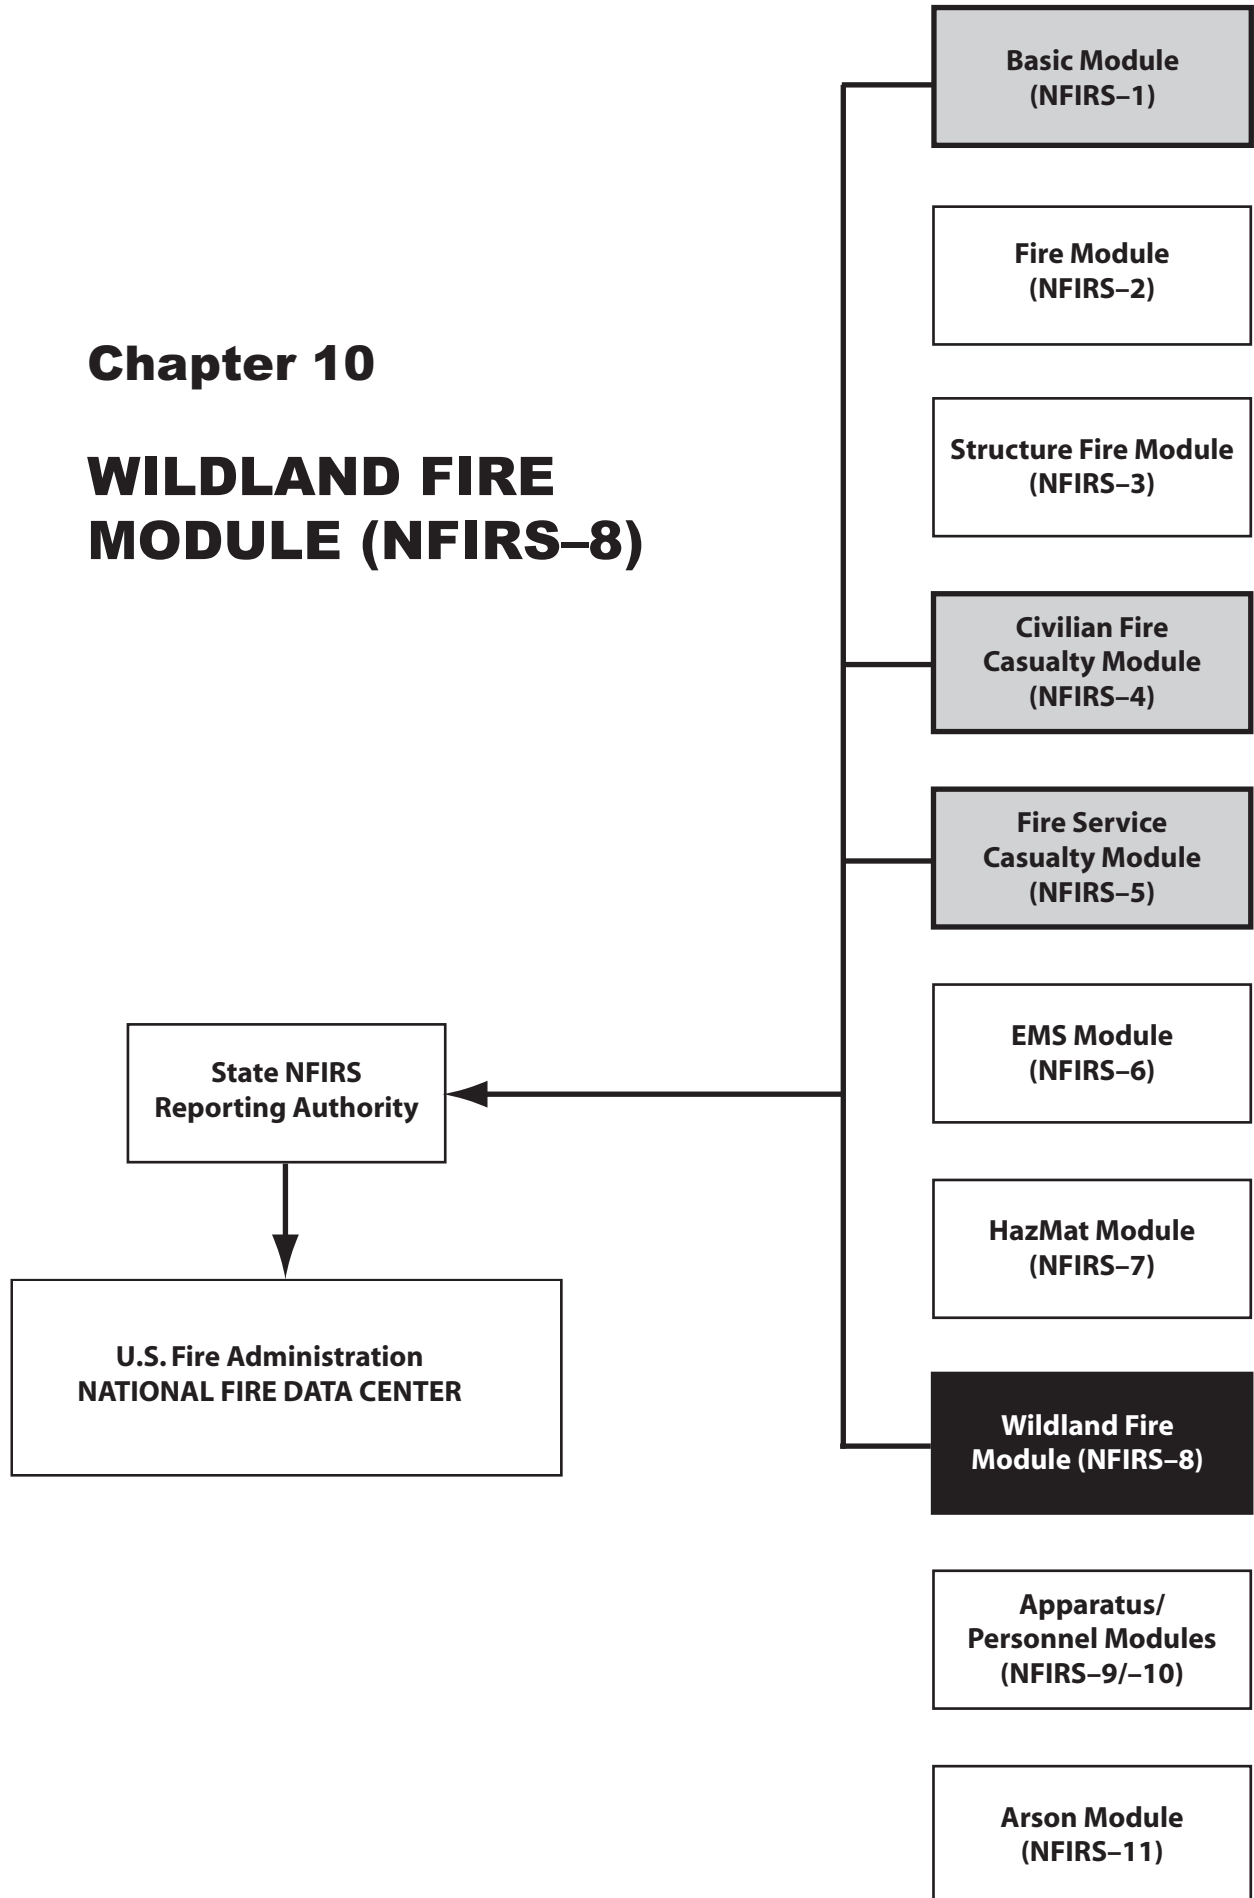 Chapter 10
WILDLAND FIRE
MODULE (NFIRS–8)
Basic Module
(NFIRS–1)
Fire Module
(NFIRS–2)
Structure Fire Module
(NFIRS–3)
Civilian Fire
Casualty Module
(NFIRS–4)
Fire Service
Casualty Module
(NFIRS–5)
EMS Module
(NFIRS–6)
HazMat Module
(NFIRS–7)
Wildland Fire
Module (NFIRS–8)
Apparatus/
Personnel Modules
(NFIRS–9/–10)
Arson Module
(NFIRS–11)
State NFIRS
Reporting Authority
U.S. Fire Administration
NATIONAL FIRE DATA CENTER